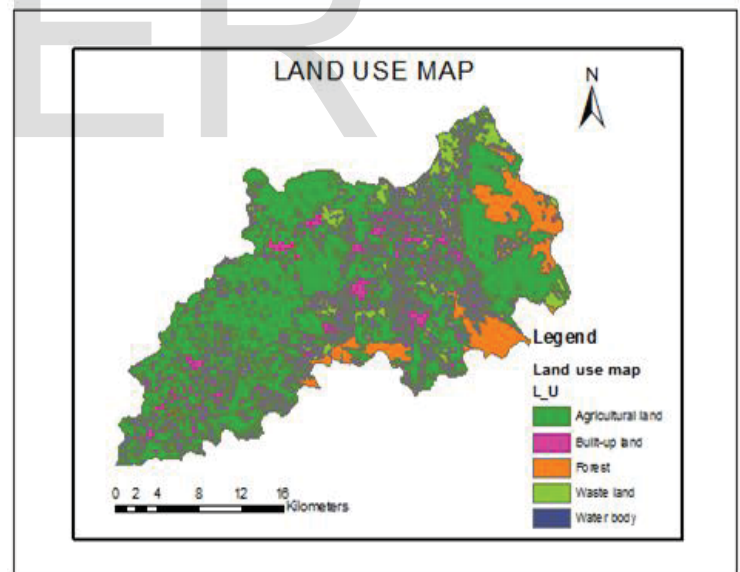 ER
LAND USE MAP
N
Legend
Land use map
L_U
Agricultural land
Built-up land
Forest
Waste land
Water body
0 2 4 8 12 16
Kilometers